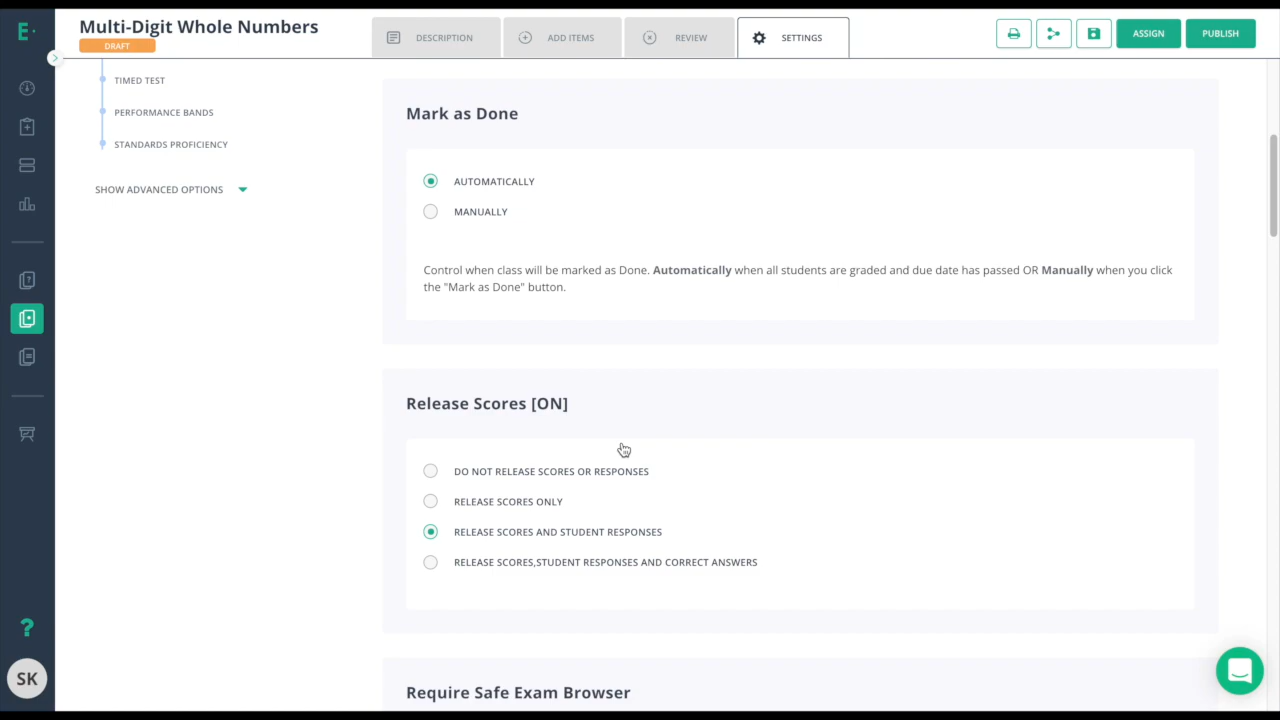 E
Multi-Digit Whole Numbers
DRAFT
DESCRIPTION
ADD ITEMS
REVIEW
SETTINGS
ASSIGN
PUBLISH
TIMED TEST
PERFORMANCE BANDS
STANDARDS PROFICIENCY
SHOW ADVANCED OPTIONS
Mark as Done
AUTOMATICALLY
MANUALLY
Control when class will be marked as Done. Automatically when all students are graded and due date has passed OR Manually when you click
the "Mark as Done" button.
Release Scores [ON]
DO NOT RELEASE SCORES OR RESPONSES
RELEASE SCORES ONLY
RELEASE SCORES AND STUDENT RESPONSES
RELEASE SCORES,STUDENT RESPONSES AND CORRECT ANSWERS
Require Safe Exam Browser
?
SK